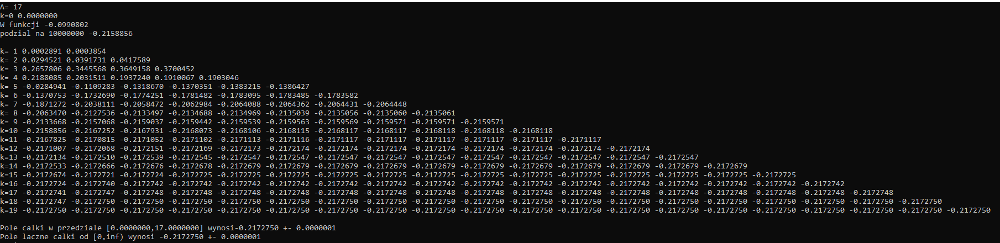 A= 17
k=0 0.0000000
W funkcji -0.0990802
podzial na 10000000 -0.2158856
k= 1 0.0002891 0.0003854
k= 2 0.0294521 0.0391731 0.0417589
k= 3 0.2657806 0.3445568 0.3649158 0.3700452
k= 4 0.2188085 0.2031511 0.1937240 0.1910067 0.1903046
k= 5 -0.0284941 -0.1109283 -0.1318670 -0.1370351 -0.1383215 -0.1386427
k= 6 -0.1370753 -0.1732690 -0.1774251 -0.1781482 -0.1783095 -0.1783485 -0.1783582
k= 7 -0.1871272 -0.2038111 -0.2058472 -0.2062984 -0.2064088 -0.2064362 -0.2064431 -0.2064448
k= 8 -0.2063470 -0.2127536 -0.2133497 -0.2134688 -0.2134969 -0.2135039 -0.2135056 -0.2135060 -0.2135061
k= 9 -0.2133668 -0.2157068 -0.2159037 -0.2159442 -0.2159539 -0.2159563 -0.2159569 -0.2159571 -0.2159571 -0.2159571
k=10 -0.2158856 -0.2167252 -0.2167931 -0.2168073 -0.2168106 -0.2168115 -0.2168117 -0.2168117 -0.2168118 -0.2168118 -0.2168118
k=11 -0.2167825 -0.2170815 -0.2171052 -0.2171102 -0.2171113 -0.2171116 -0.2171117 -0.2171117 -0.2171117 -0.2171117 -0.2171117 -0.2171117
k=12 -0.2171007 -0.2172068 -0.2172151 -0.2172169 -0.2172173 -0.2172174 -0.2172174 -0.2172174 -0.2172174 -0.2172174 -0.2172174 -0.2172174 -0.2172174
k=13 -0.2172134 -0.2172510 -0.2172539 -0.2172545 -0.2172547 -0.2172547 -0.2172547 -0.2172547 -0.2172547 -0.2172547 -0.2172547 -0.2172547 -0.2172547 -0.2172547
k=14 -0.2172533 -0.2172666 -0.2172676 -0.2172678 -0.2172679 -0.2172679 -0.2172679 -0.2172679 -0.2172679 -0.2172679 -0.2172679 -0.2172679 -0.2172679 -0.2172679 -0.2172679
k=15 -0.2172674 -0.2172721 -0.2172724 -0.2172725 -0.2172725 -0.2172725 -0.2172725 -0.2172725 -0.2172725 -0.2172725 -0.2172725 -0.2172725 -0.2172725 -0.2172725 -0.2172725 -0.2172725
k=16 -0.2172724 -0.2172740 -0.2172742 -0.2172742 -0.2172742 -0.2172742 -0.2172742 -0.2172742 -0.2172742 -0.2172742 -0.2172742 -0.2172742 -0.2172742 -0.2172742 -0.2172742 -0.2172742 -0.2172742
k=17 -0.2172741 -0.2172747 -0.2172748 -0.2172748 -0.2172748 -0.2172748 -0.2172748 -0.2172748 -0.2172748 -0.2172748 -0.2172748 -0.2172748 -0.2172748 -0.2172748 -0.2172748 -0.2172748 -0.2172748 -0.2172748
k=18 -0.2172747 -0.2172750 -0.2172750 -0.2172750 -0.2172750 -0.2172750 -0.2172750 -0.2172750 -0.2172750 -0.2172750 -0.2172750 -0.2172750 -0.2172750 -0.2172750 -0.2172750 -0.2172750 -0.2172750 -0.2172750 -0.2172750
k=19 -0.2172750 -0.2172750 -0.2172750 -0.2172750 -0.2172750 -0.2172750 -0.2172750 -0.2172750 -0.2172750 -0.2172750 -0.2172750 -0.2172750 -0.2172750 -0.2172750 -0.2172750 -0.2172750 -0.2172750 -0.2172750 -0.2172750 -0.2172750
Pole calki w przedziale [0.0000000,17.0000000] wynosi-0.2172750 +- 0.0000001
Pole laczne calki od [0,inf) wynosi -0.2172750 +- 0.0000001